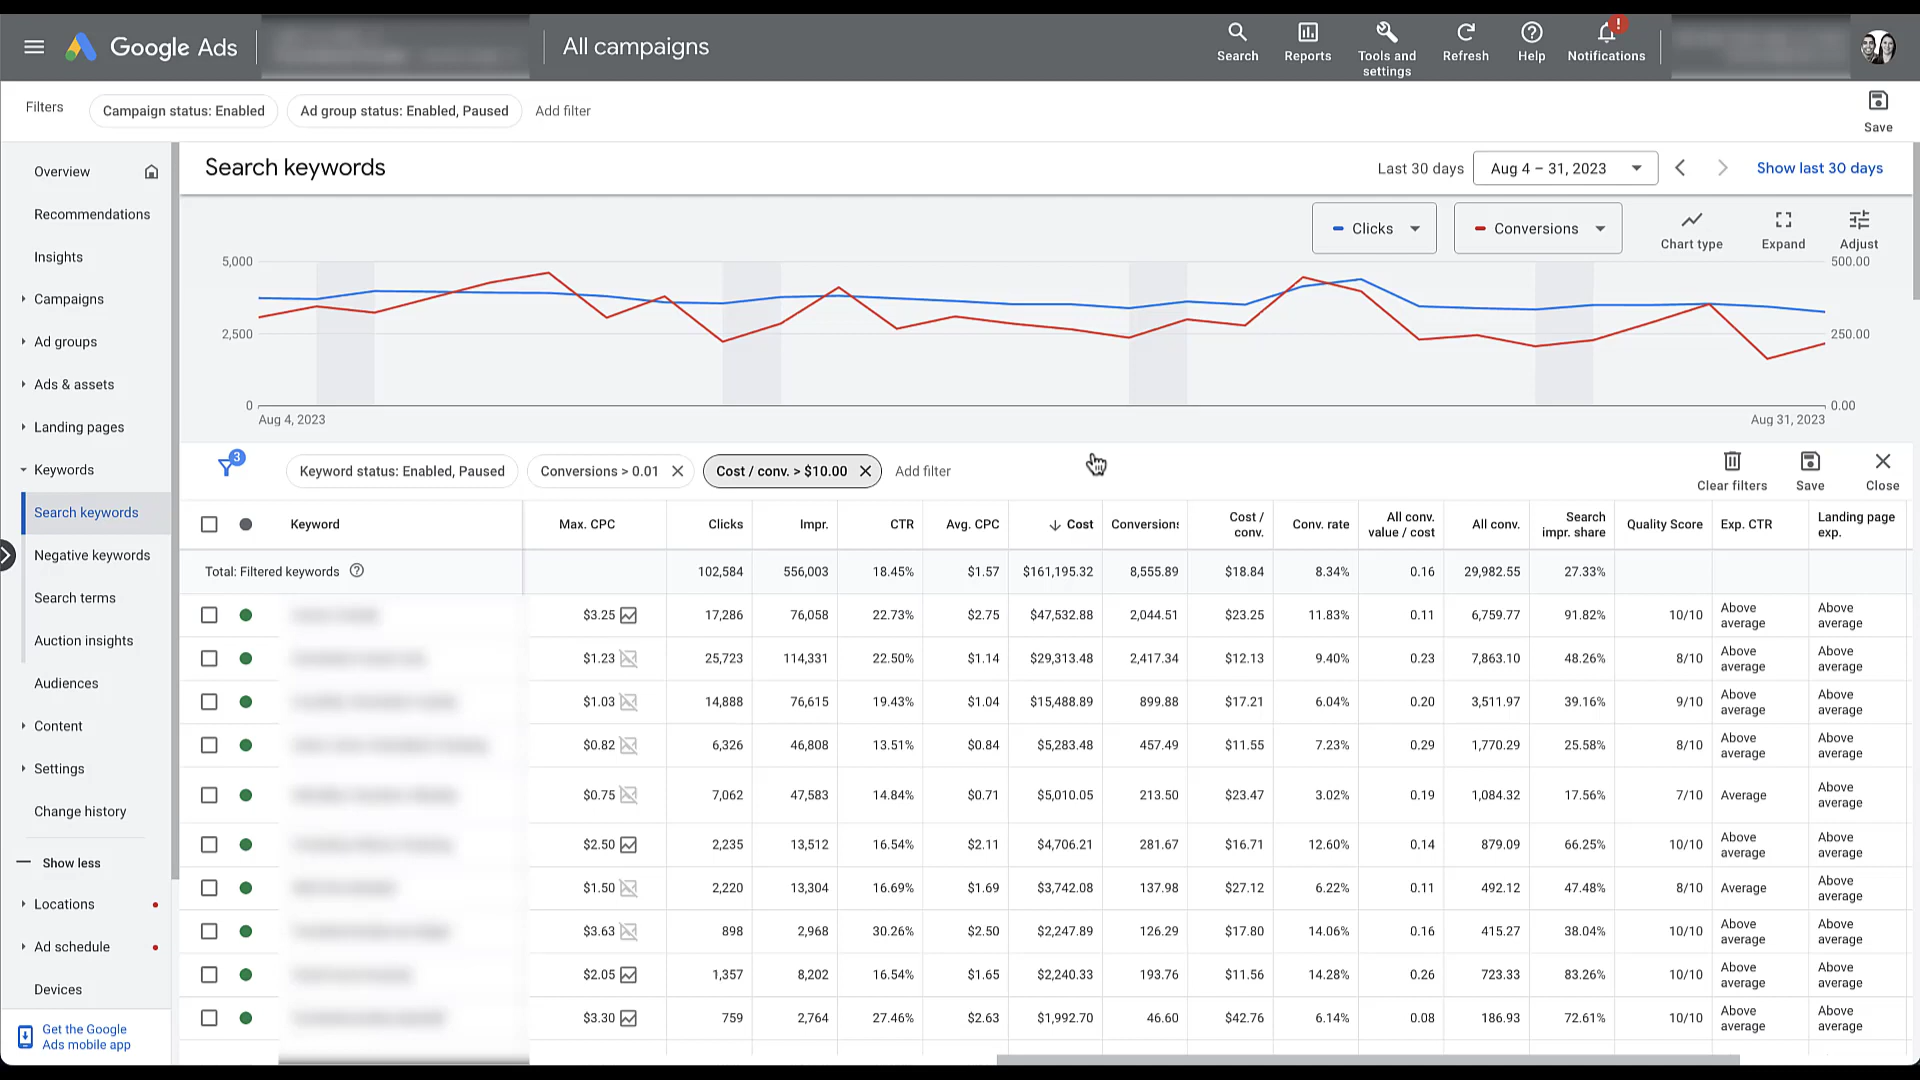 Google Ads
All campaigns
Search
Reports
Tools and
settings
Refresh
Help
!
Notifications
Filters
Campaign status: Enabled
Ad group status: Enabled, Paused
Add filter
Save
Overview
Recommendations
Insights
Campaigns
Ad groups
Ads & assets
Landing pages
Keywords
Search keywords
Negative keywords
Search terms
Auction insights
Audiences
Content
Settings
Change history
Show less
Locations
Ad schedule
Devices
Get the Google
Ads mobile app
Search keywords
Last 30 days
Aug 4 – 31, 2023
Show last 30 days
Clicks
Conversions
Chart type
Expand
Adjust
5,000
2,500
0
500.00
250.00
0.00
Aug 4, 2023
Aug 31, 2023
3
Keyword status: Enabled, Paused
Conversions > 0.01
Cost / conv. > $10.00
Add filter
Clear filters
Save
Close
Keyword Max. CPC Clicks Impr. CTR Avg. CPC Cost Conversions Cost / conv. Conv. rate All conv. value / cost All conv. Search impr. share Quality Score Exp. CTR Landing page exp.
Total: Filtered keywords 102,584 556,003 18.45% $1.57 $161,195.32 8,555.89 $18.84 8.34% 0.16 29,982.55 27.33%
$3.25 17,286 76,058 22.73% $2.75 $47,532.88 2,044.51 $23.25 11.83% 0.11 6,759.77 91.82% 10/10 Above average Above average
$1.23 25,723 114,331 22.50% $1.14 $29,313.48 2,417.34 $12.13 9.40% 0.23 7,863.10 48.26% 8/10 Above average Above average
$1.03 14,888 76,615 19.43% $1.04 $15,488.89 899.88 $17.21 6.04% 0.20 3,511.97 39.16% 9/10 Above average Above average
$0.82 6,326 46,808 13.51% $0.84 $5,283.48 457.49 $11.55 7.23% 0.29 1,770.29 25.58% 8/10 Above average Above average
$0.75 7,062 47,583 14.84% $0.71 $5,010.05 213.50 $23.47 3.02% 0.19 1,084.32 17.56% 7/10 Average Above average
$2.50 2,235 13,512 16.54% $2.11 $4,706.21 281.67 $16.71 12.60% 0.14 879.09 66.25% 10/10 Above average Above average
$1.50 2,220 13,304 16.69% $1.69 $3,742.08 137.98 $27.12 6.22% 0.11 492.12 47.48% 8/10 Average Above average
$3.63 898 2,968 30.26% $2.50 $2,247.89 126.29 $17.80 14.06% 0.16 415.27 38.04% 10/10 Above average Above average
$2.05 1,357 8,202 16.54% $1.65 $2,240.33 193.76 $11.56 14.28% 0.26 723.33 83.26% 10/10 Above average Above average
$3.30 759 2,764 27.46% $2.63 $1,992.70 46.60 $42.76 6.14% 0.08 186.93 72.61% 10/10 Above average Above average